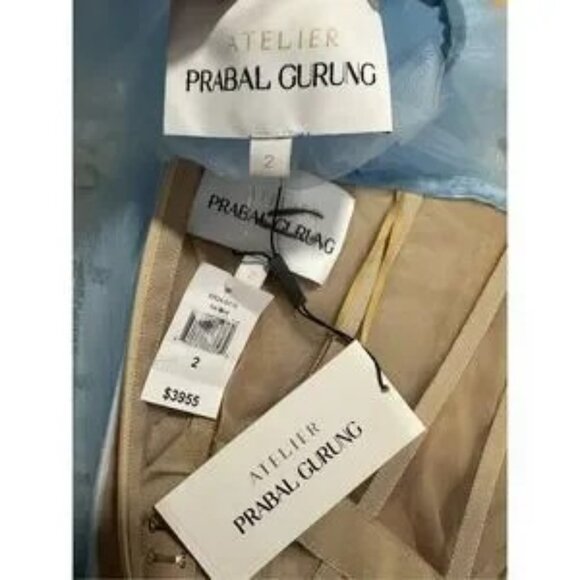 ATELIER
PRABAL GURUNG
2
PRABAL GURUNG
2
$3955
ATELIER
PRABAL GURUNG